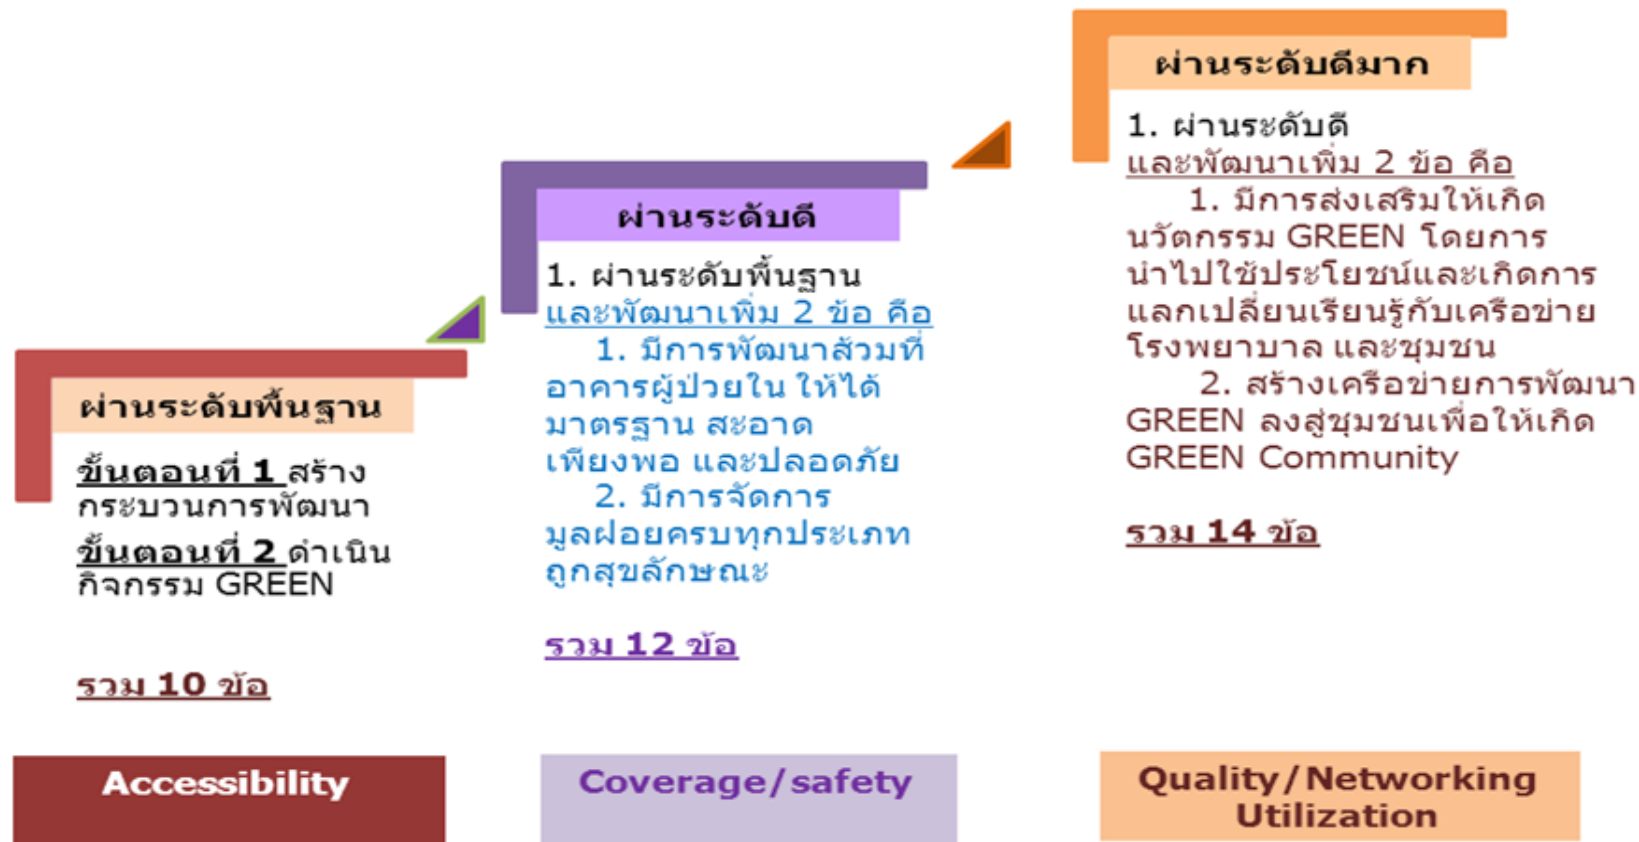 ผ่านระดับพื้นฐาน
ขั้นตอนที่ 1 สร้าง
กระบวนการพัฒนา
ขั้นตอนที่ 2 ดำเนิน
กิจกรรม GREEN
รวม 10 ข้อ
Accessibility
ผ่านระดับดี
1. ผ่านระดับพื้นฐาน
และพัฒนาเพิ่ม 2 ข้อ คือ
1. มีการพัฒนาส้วมที่
อาคารผู้ป่วยใน ให้ได้
มาตรฐาน สะอาด
เพียงพอ และปลอดภัย
2. มีการจัดการ
มูลฝอยครบทุกประเภท
ถูกสุขลักษณะ
รวม 12 ข้อ
Coverage/safety
ผ่านระดับดีมาก
1. ผ่านระดับดี
และพัฒนาเพิ่ม 2 ข้อ คือ
1. มีการส่งเสริมให้เกิด
นวัตกรรม GREEN โดยการ
นำไปใช้ประโยชน์และเกิดการ
แลกเปลี่ยนเรียนรู้กับเครือข่าย
โรงพยาบาล และชุมชน
2. สร้างเครือข่ายการพัฒนา
GREEN ลงสู่ชุมชนเพื่อให้เกิด
GREEN Community
รวม 14 ข้อ
Quality/Networking
Utilization